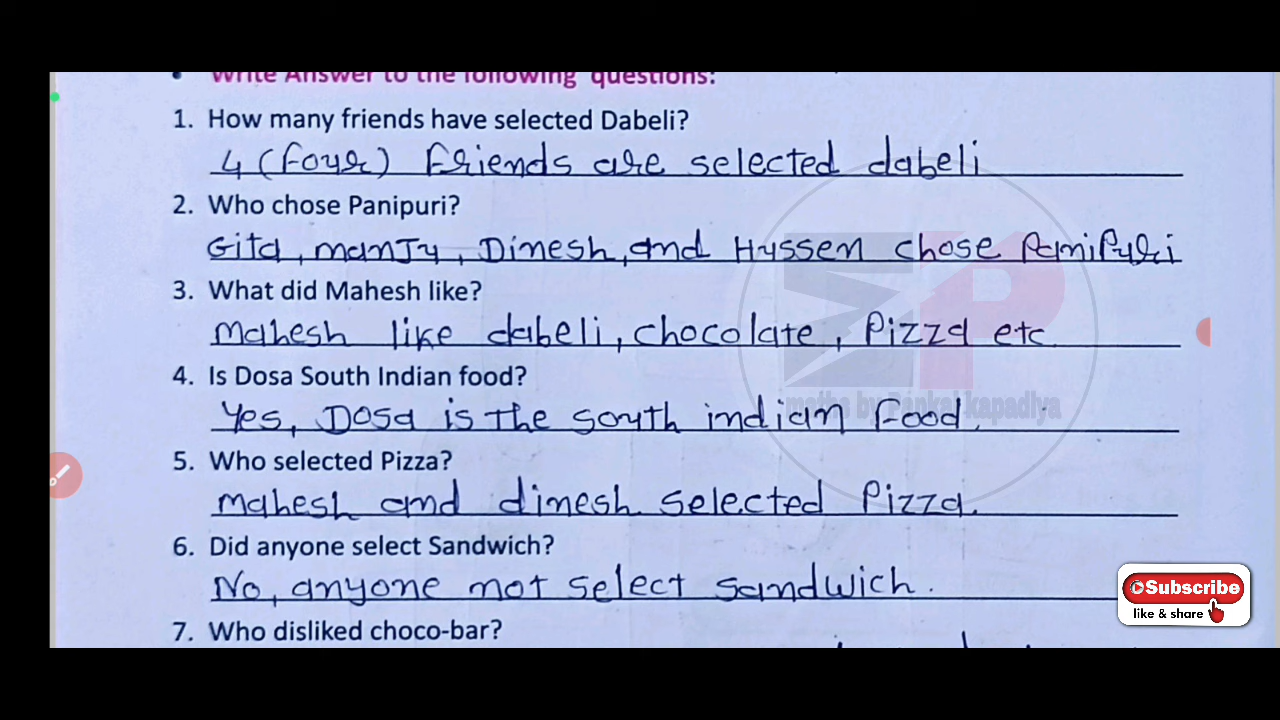 Write Answer to the following questions:
1. How many friends have selected Dabeli?
4 (four) friends are selected dabeli
2. Who chose Panipuri?
Gita, manju, Dinesh, and Hussen chose Panipuri
3. What did Mahesh like?
Mahesh like dabeli, chocolate, Pizza etc.
4. Is Dosa South Indian food?
Yes, Dosa is the south indian food.
maths by Pankaj kapadiya
5. Who selected Pizza?
Mahesh and dinesh selected Pizza.
6. Did anyone select Sandwich?
No, anyone not select sandwich.
Subscribe
like & share
7. Who disliked choco-bar?